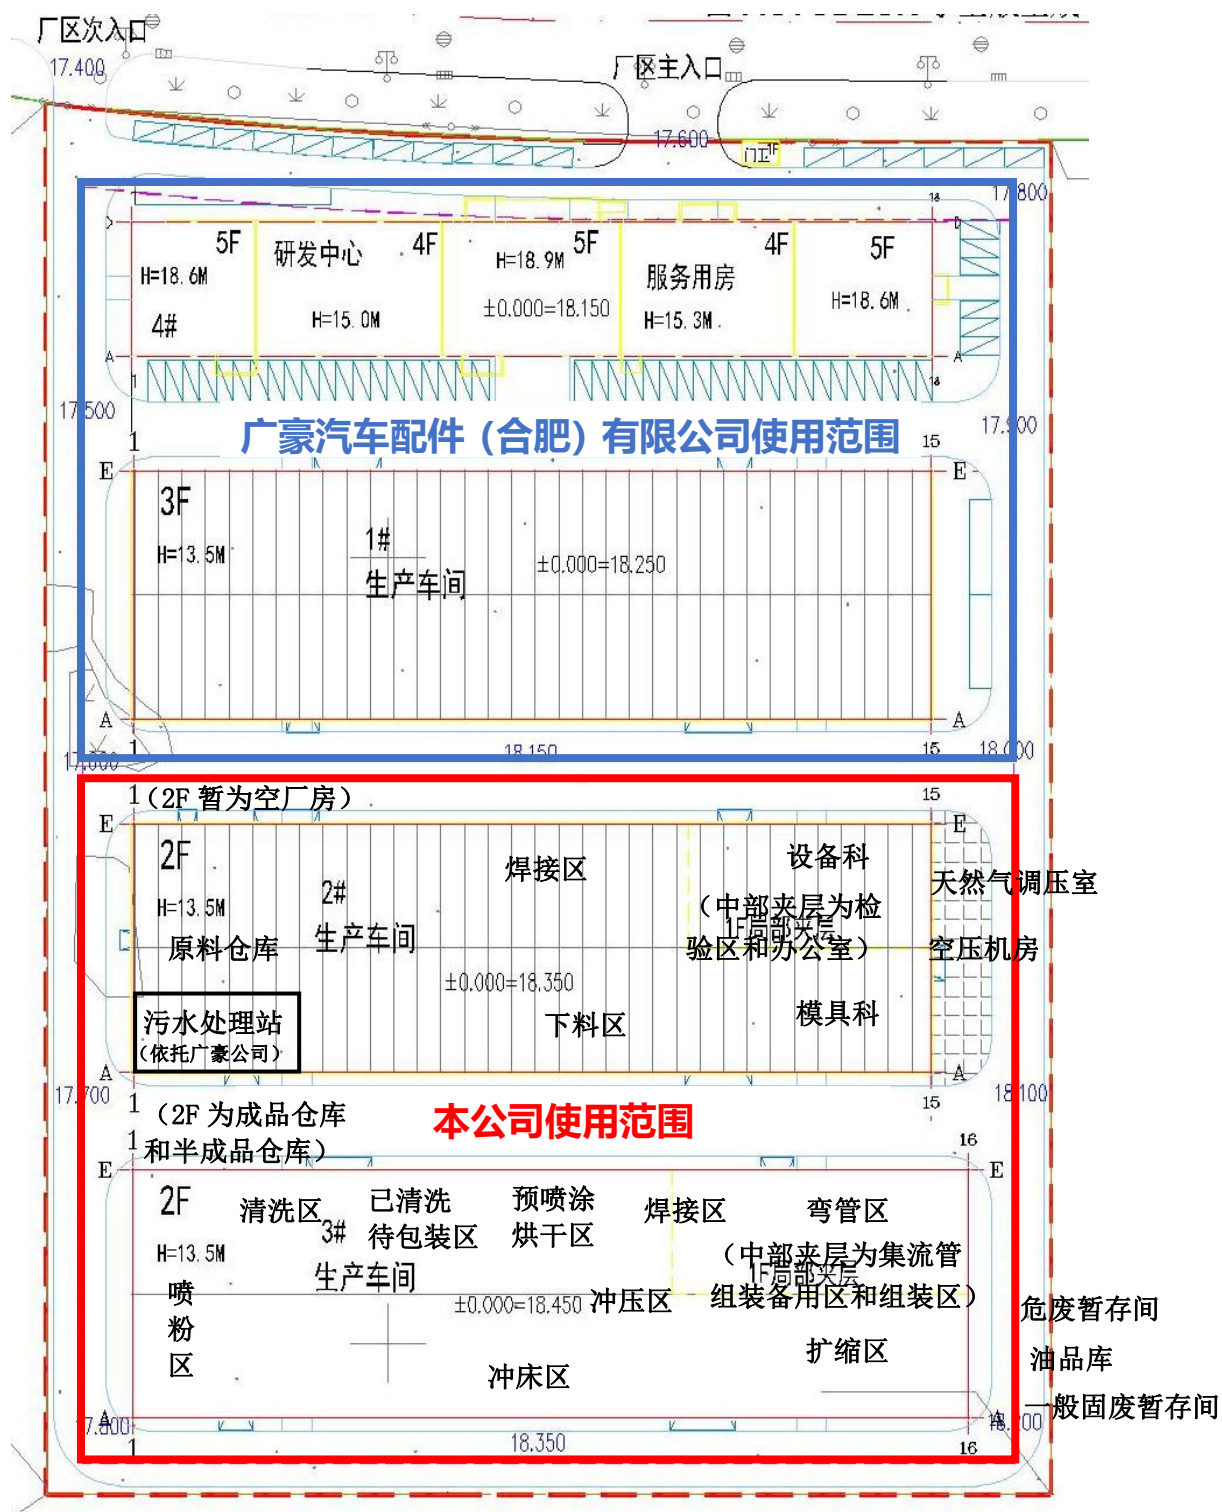 厂区次入口
17.400
厂区主入口
17.600
门卫 1F
17.800
18
D
D
5F
研发中心
4F
H=18.9M
5F
4F
5F
H=18.6M
服务用房
H=18.6M
±0.000=18.150
4#
H=15.0M
H=15.3M
A
A
1
18
17.500
17.900
广豪汽车配件（合肥）有限公司使用范围
1
15
E
E
3F
H=13.5M
1#
±0.000=18.250
生产车间
A
A
1
18.150
15
18.000
17.600
1
（2F 暂为空厂房）
15
E
E
2F
焊接区
设备科
天然气调压室
H=13.5M
2#
（中部夹层为检
1F局部夹层
原料仓库
生产车间
验区和办公室）
空压机房
±0.000=18.350
污水处理站
下料区
模具科
（依托广豪公司）
A
A
17.700
1
18.100
15
（2F 为成品仓库
本公司使用范围
1
和半成品仓库）
16
E
E
2F
清洗区
已清洗
预喷涂
焊接区
弯管区
3#
待包装区
烘干区
H=13.5M
（中部夹层为集流管
生产车间
1F局部夹层
喷
粉
区
±0.000=18.450
冲压区
组装备用区和组装区）
危废暂存间
扩缩区
油品库
冲床区
一般固废暂存间
A
A
17.800
18.200
1
18.350
16